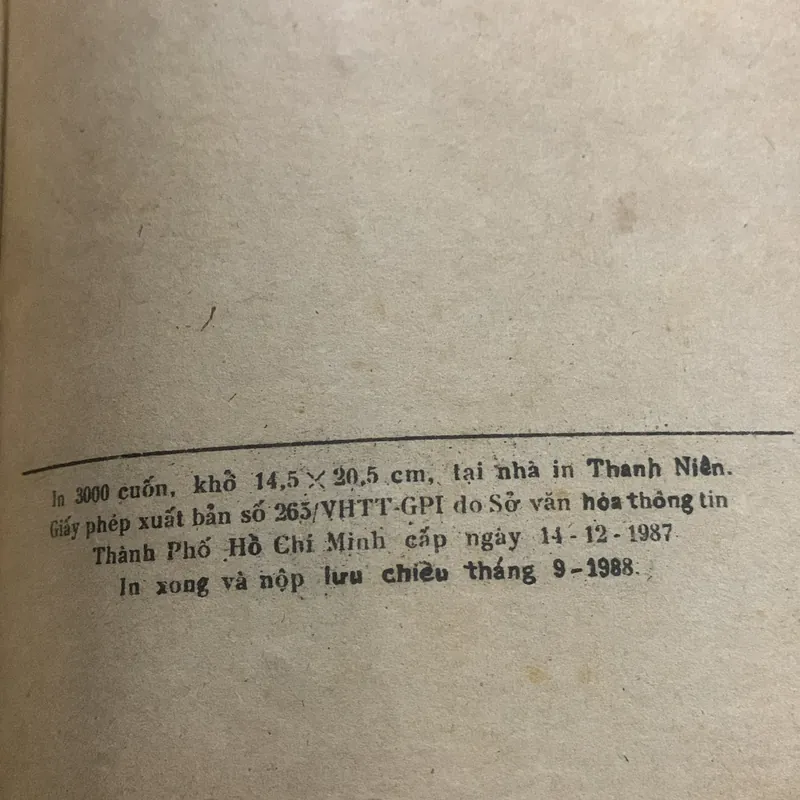 In 3000 cuốn, khổ 14,5 × 20,5 cm, tại nhà in Thanh Niên.
Giấy phép xuất bản số 265/VHTT-GPI do Sở văn hóa thông tin
Thành Phố Hồ Chí Minh cấp ngày 14-12-1987
In xong và nộp lưu chiều tháng 9-1988.